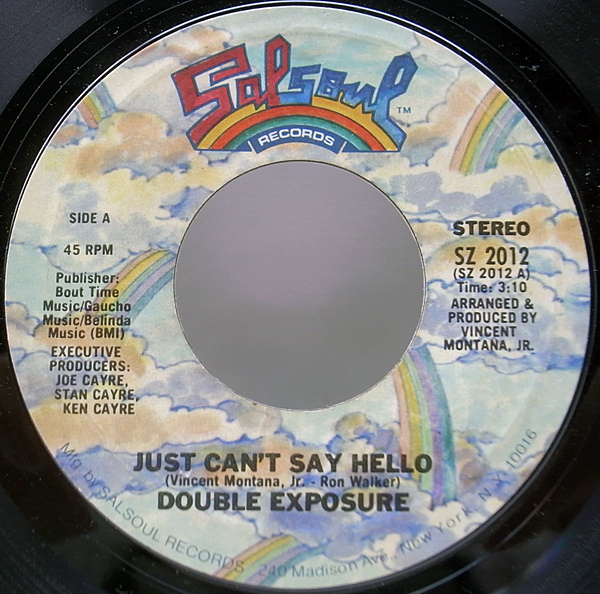 Salsoul TM
RECORDS
SIDE A
45 RPM
Publisher:
Bout Time
Music/Gaucho
Music/Belinda
Music (BMI)
EXECUTIVE
PRODUCERS:
JOE CAYRE,
STAN CAYRE,
KEN CAYRE
STEREO
SZ 2012
(SZ 2012 A)
Time: 3:10
ARRANGED &
PRODUCED BY
VINCENT
MONTANA, JR.
JUST CAN'T SAY HELLO
(Vincent Montana, Jr. - Ron Walker)
DOUBLE EXPOSURE
Mfg. by SALSOUL RECORDS 240 Madison Ave., New York, N.Y. 10016